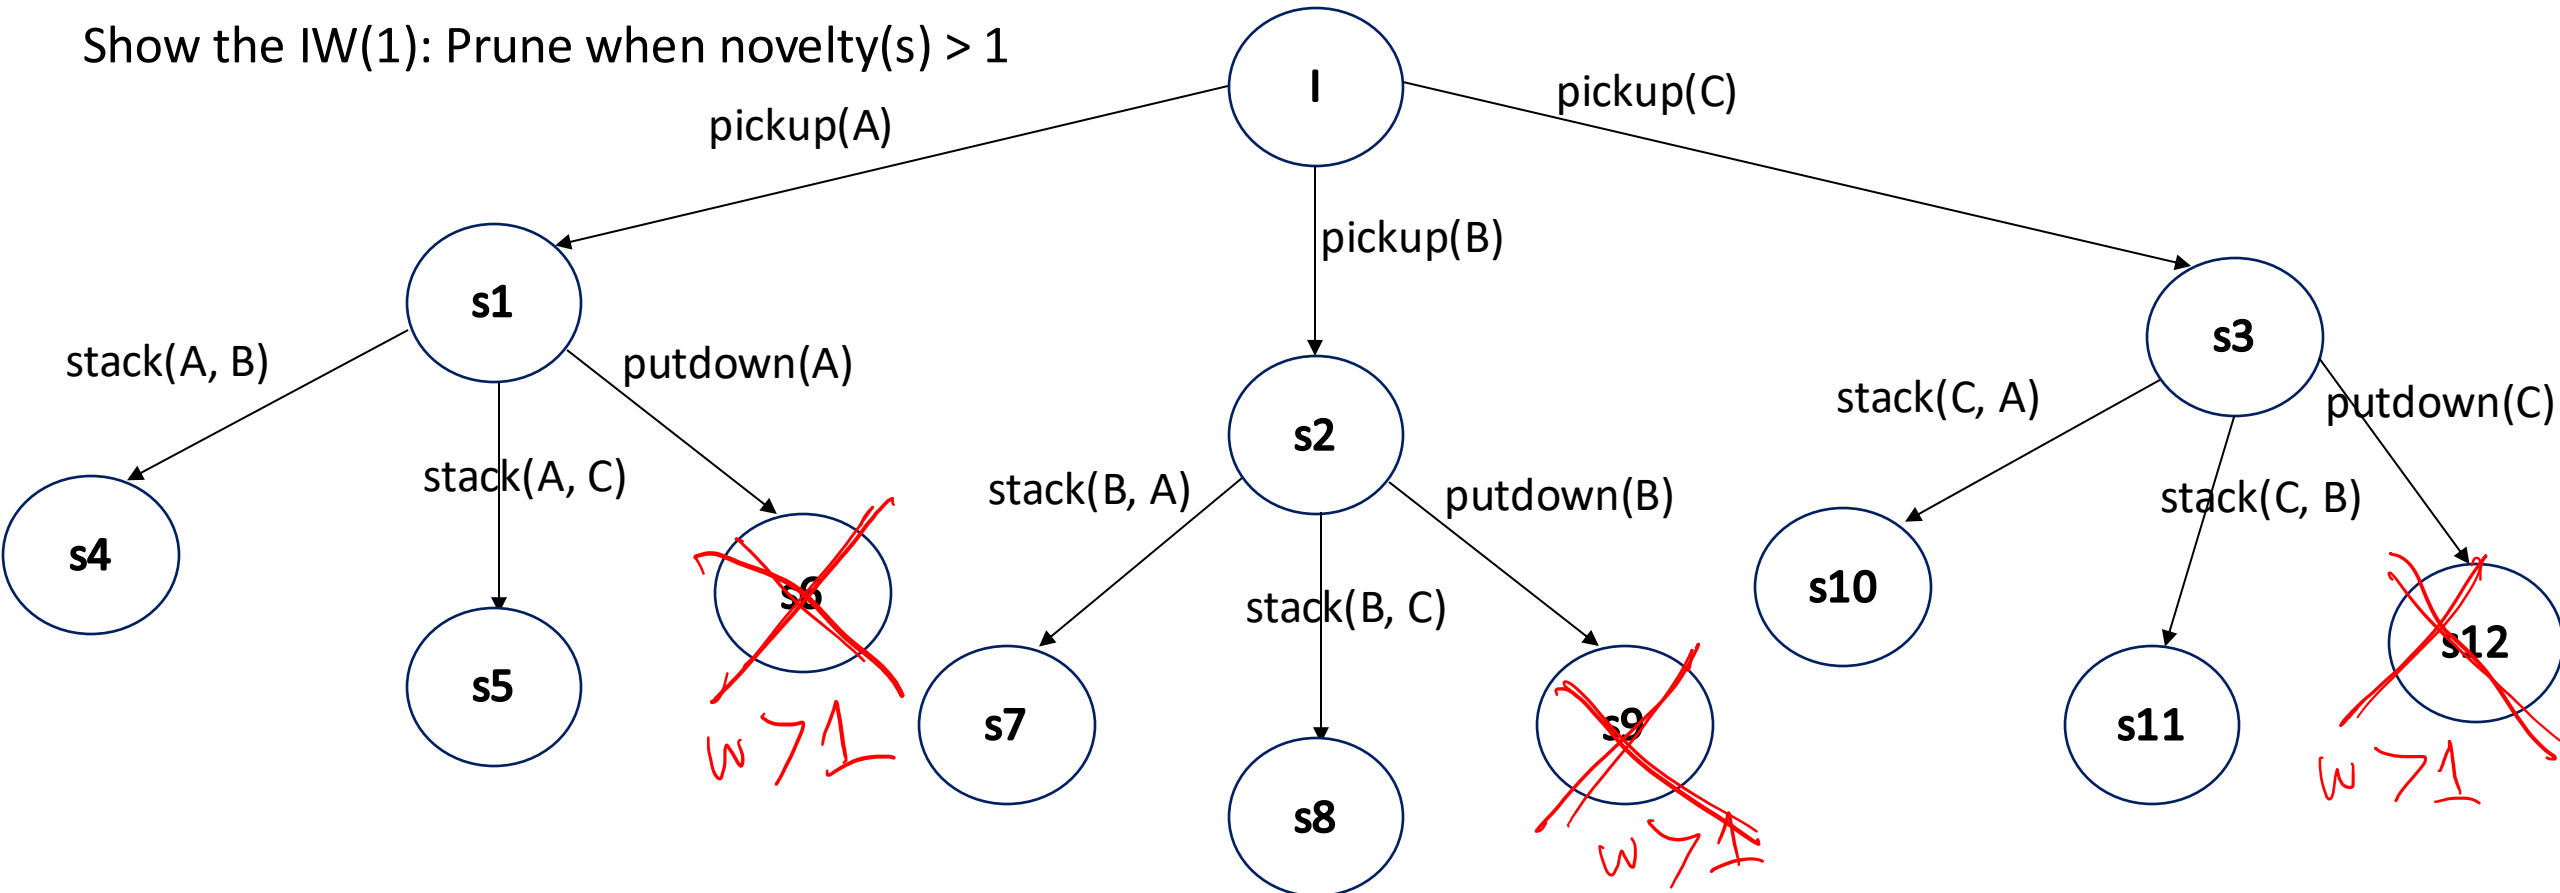 Show the IW(1): Prune when novelty(s) > 1
I
pickup(A)
pickup(C)
pickup(B)
s1
s2
s3
stack(A, B)
stack(A, C)
putdown(A)
stack(B, A)
stack(B, C)
putdown(B)
stack(C, A)
stack(C, B)
putdown(C)
s4
s5
s6
w >1
s7
s8
s9
w >1
s10
s11
s12
w >1